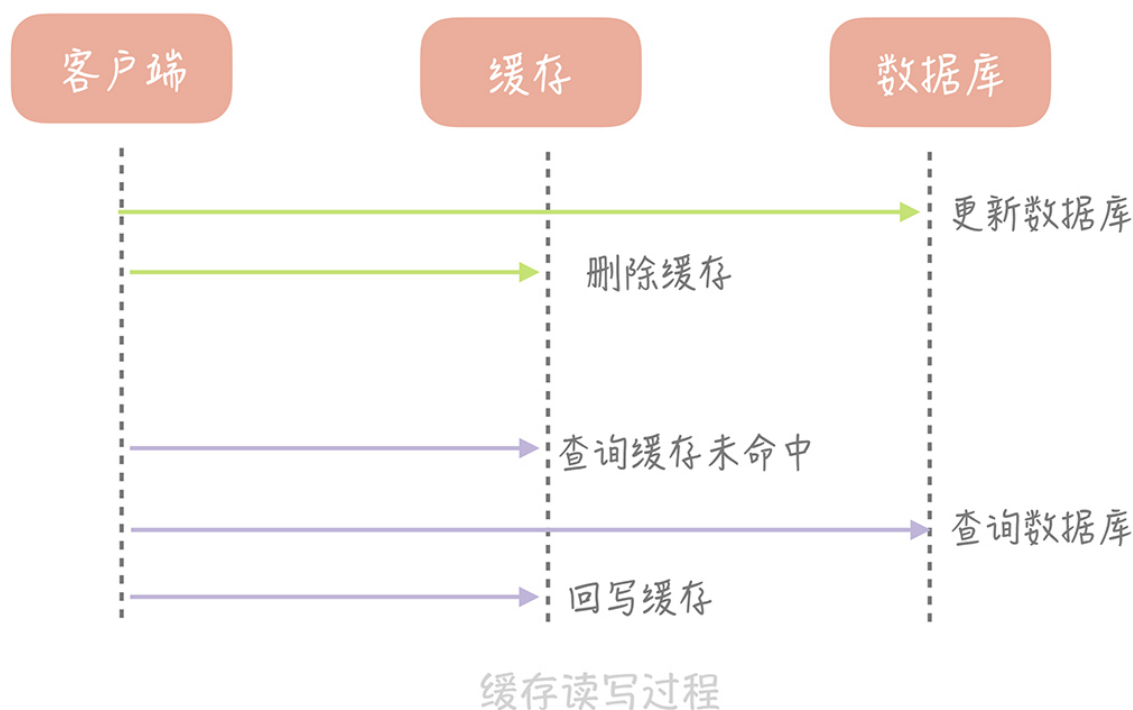 客户端
缓存
数据库
更新数据库
删除缓存
查询缓存未命中
查询数据库
回写缓存
缓存读写过程